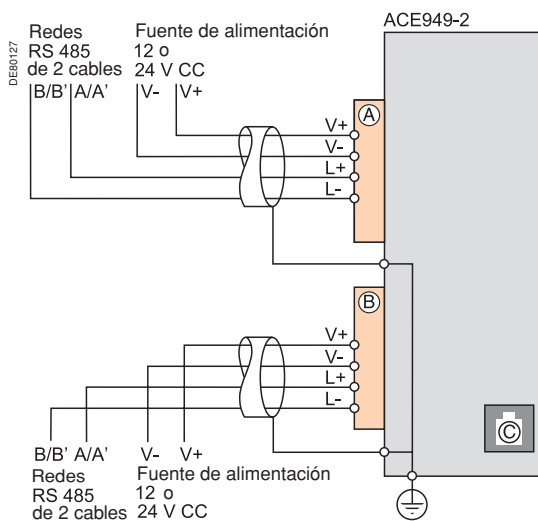 ACE949-2
DE80127
Redes
RS 485
de 2 cables
B/B' A/A'
Fuente de alimentación
12 o
24 V CC
V- V+
A
V+
V-
L+
L-
B
V+
V-
L+
L-
C
B/B' A/A'
Redes
RS 485
de 2 cables
V- V+
Fuente de alimentación
12 o
24 V CC